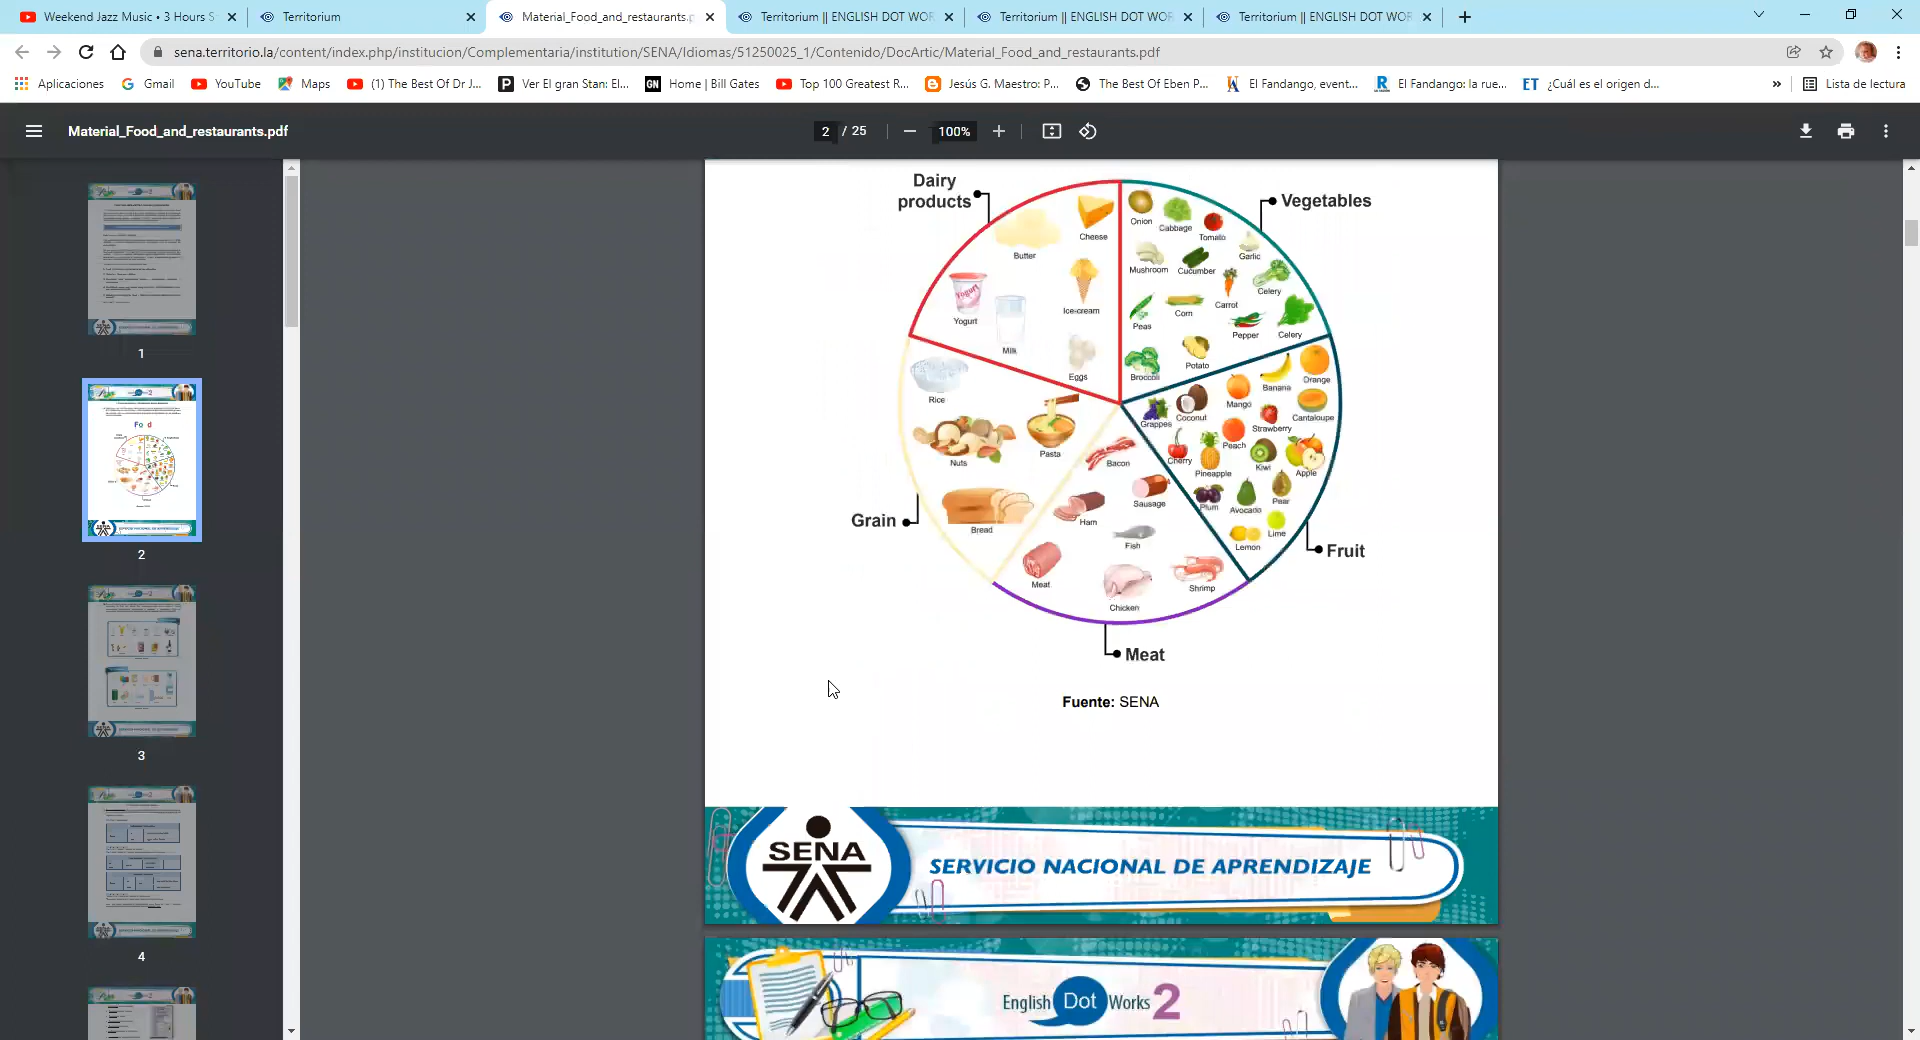 Weekend Jazz Music • 3 Hours S
Territorium
Material_Food_and_restaurants.p
Territorium || ENGLISH DOT WOR
Territorium || ENGLISH DOT WOR
Territorium || ENGLISH DOT WOR
sena.territorio.la/content/index.php/institucion/Complementaria/institution/SENA/Idiomas/51250025_1/Contenido/DocArtic/Material_Food_and_restaurants.pdf
Aplicaciones
Gmail
YouTube
Maps
(1) The Best Of Dr J...
Ver El gran Stan: El...
GN Home | Bill Gates
Top 100 Greatest R...
Jesús G. Maestro: P...
The Best Of Eben P...
El Fandango, event...
El Fandango: la rue...
ET ¿Cuál es el origen d...
»
Lista de lectura
Material_Food_and_restaurants.pdf
2 / 25
100%
1
2
3
4
Food
Dairy
products
Cheese
Butter
Yogurt
Yogurt
Ice-cream
Milk
Eggs
Vegetables
Onion
Cabbage
Tomato
Garlic
Mushroom
Cucumber
Carrot
Celery
Peas
Corn
Pepper
Celery
Broccoli
Potato
Rice
Nuts
Pasta
Bread
Grain
Orange
Banana
Mango
Cantaloupe
Coconut
Grappes
Strawberry
Peach
Cherry
Pineapple
Kiwi
Apple
Plum
Avocado
Pear
Lime
Lemon
Fruit
Bacon
Sausage
Ham
Fish
Meat
Chicken
Shrimp
Meat
Fuente: SENA
SENA
SERVICIO NACIONAL DE APRENDIZAJE
English Dot Works 2